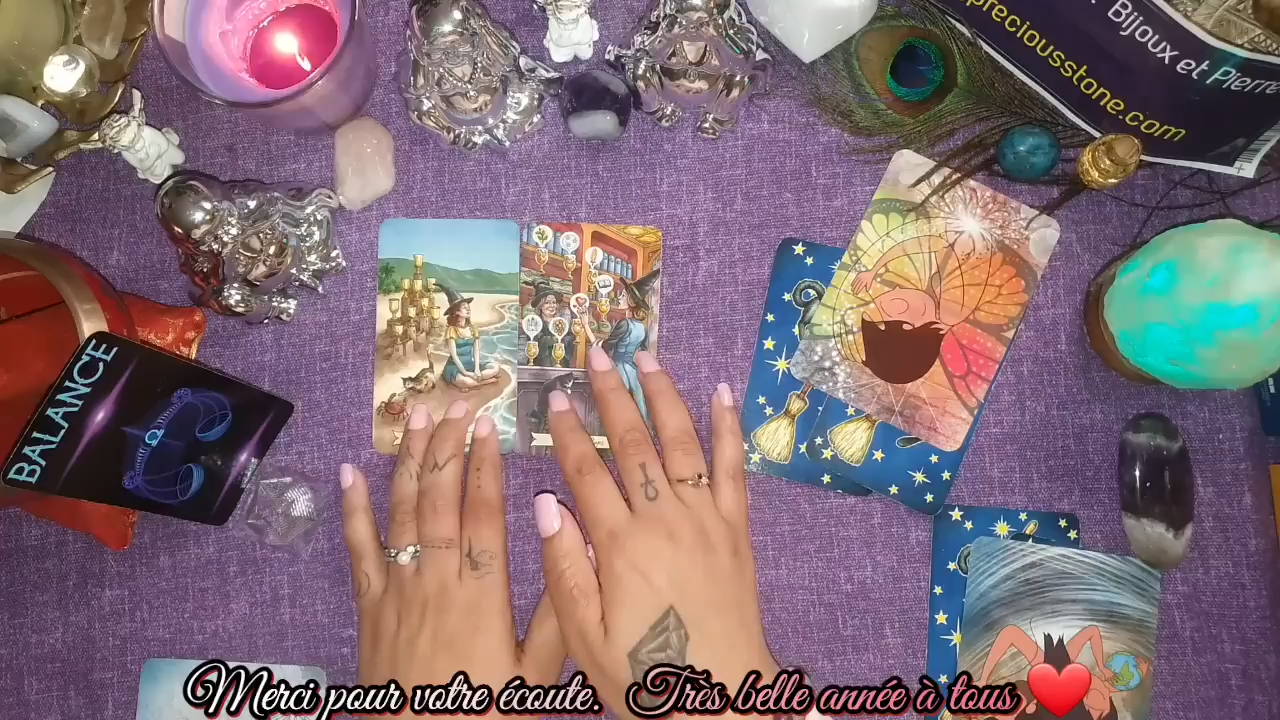 Bijoux et Pierre
preciousstone.com
BALANCE
Merci pour votre écoute. Très belle année à tous ❤️